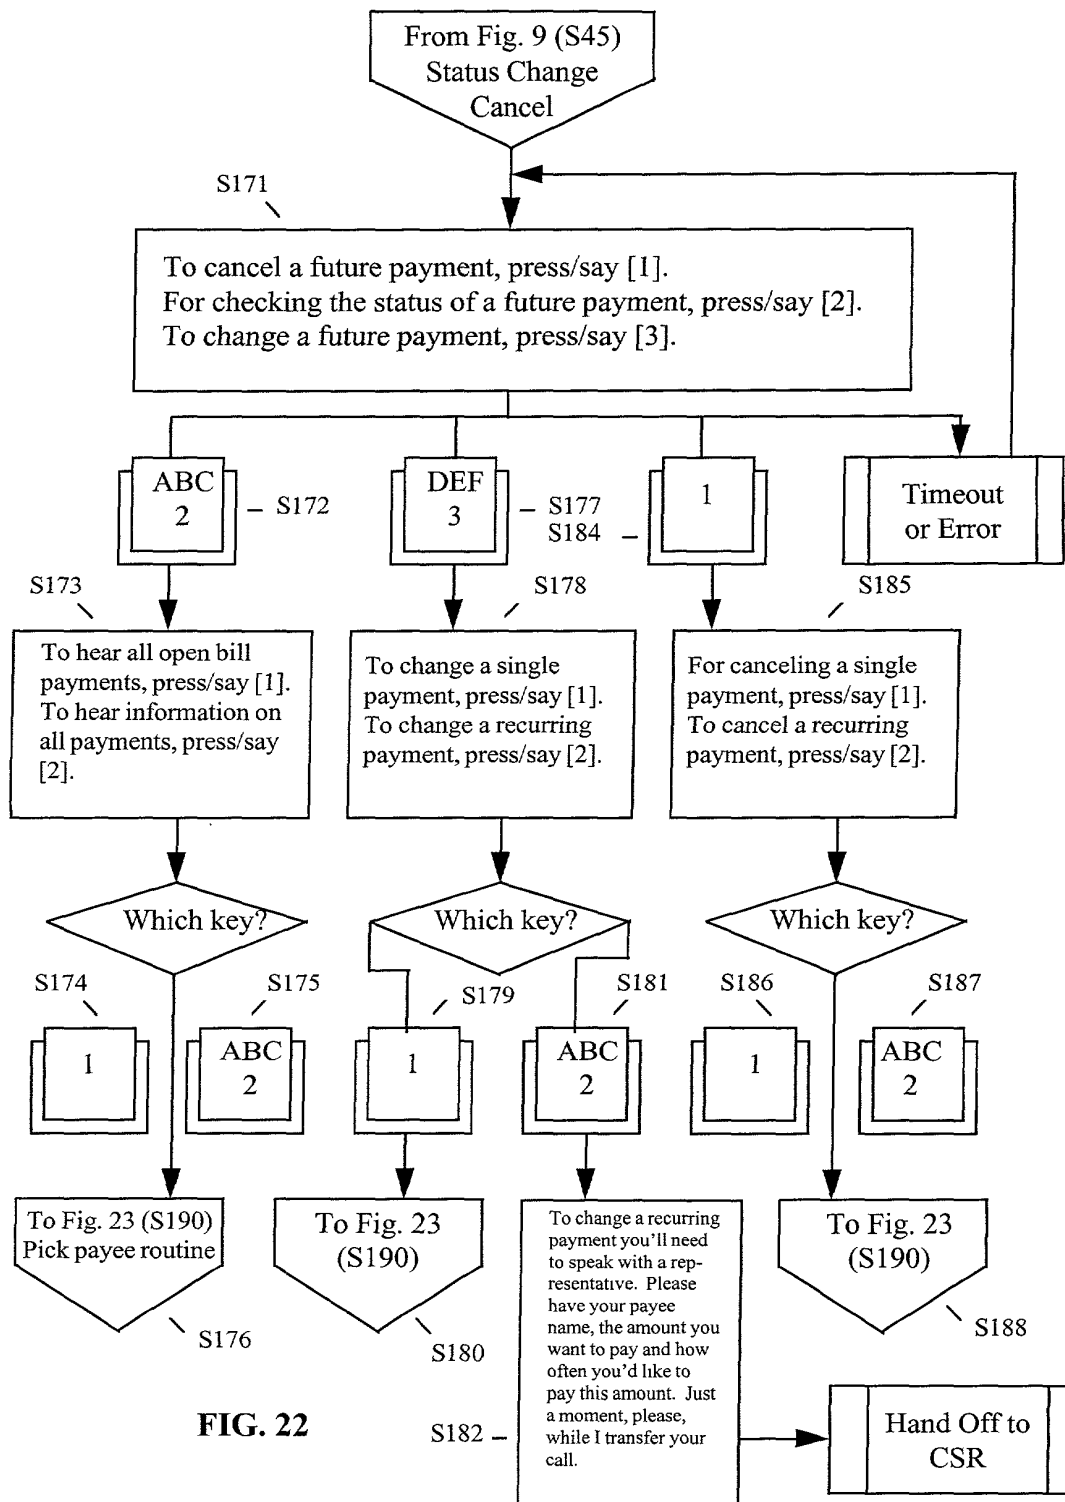 From Fig. 9 (S45)
Status Change
Cancel
S171
To cancel a future payment, press/say [1].
For checking the status of a future payment, press/say [2].
To change a future payment, press/say [3].
ABC
2
S172
DEF
3
S177
S184
1
Timeout
or Error
S173
To hear all open bill
payments, press/say [1].
To hear information on
all payments, press/say
[2].
S178
To change a single
payment, press/say [1].
To change a recurring
payment, press/say [2].
S185
For canceling a single
payment, press/say [1].
To cancel a recurring
payment, press/say [2].
Which key?
Which key?
Which key?
S174
1
S175
ABC
2
S179
1
S181
ABC
2
S186
1
S187
ABC
2
To Fig. 23 (S190)
Pick payee routine
S176
To Fig. 23
(S190)
S180
To change a recurring
payment you'll need
to speak with a rep-
resentative. Please
have your payee
name, the amount you
want to pay and how
often you'd like to
pay this amount. Just
a moment, please,
while I transfer your
call.
S182
To Fig. 23
(S190)
S188
Hand Off to
CSR
FIG. 22